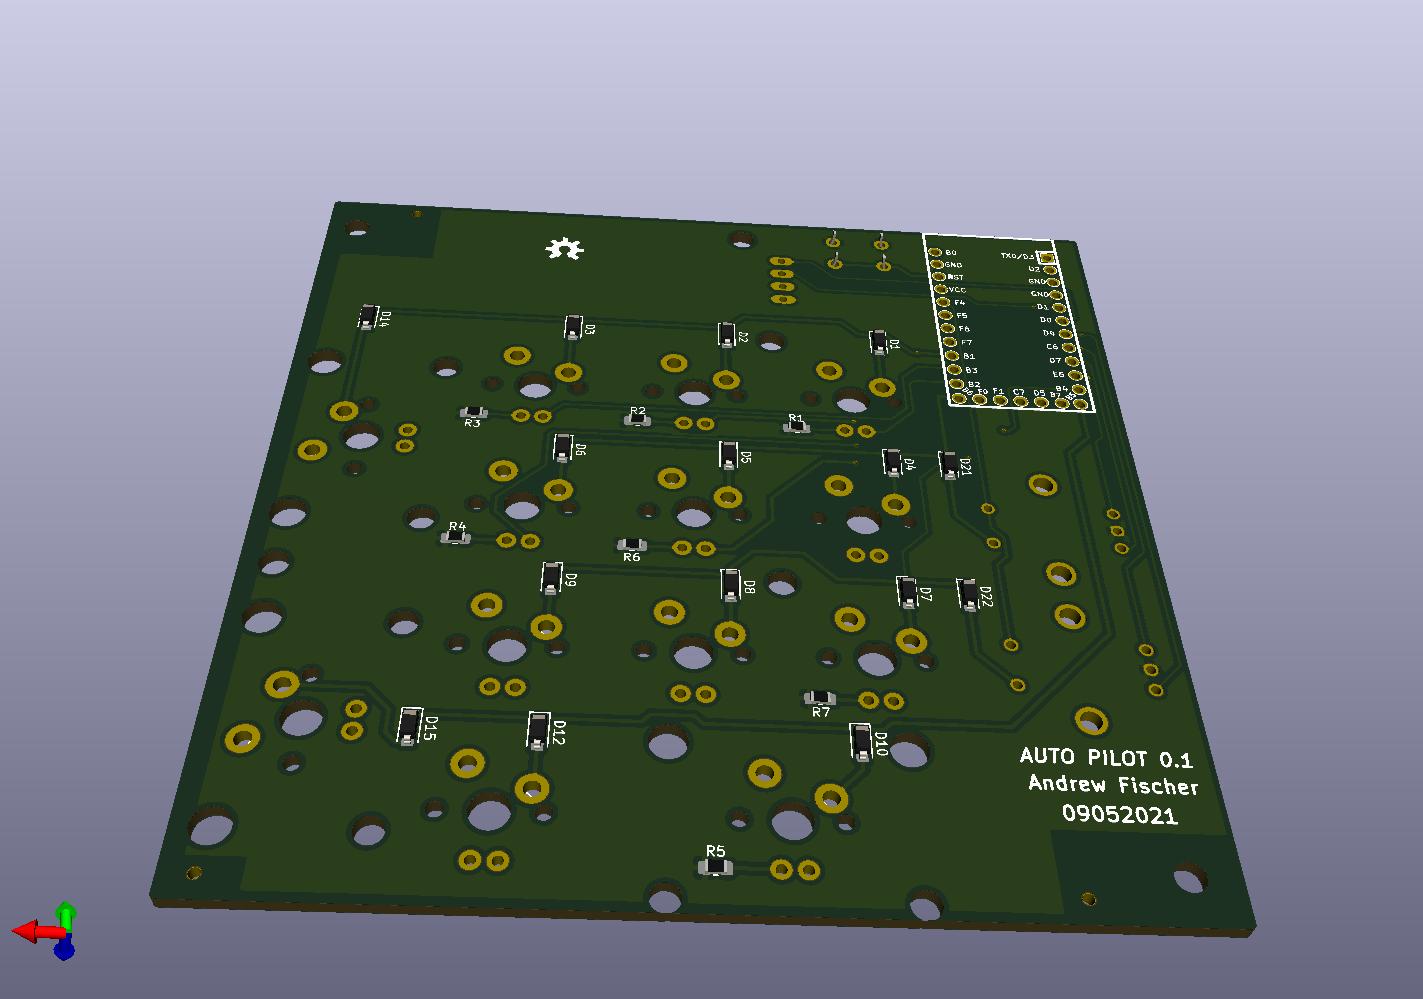 B0
TX0/D3
GND
D2
RST
GND
VCC
GND
F4
D1
F5
D0
F6
D4
F7
C6
B1
D7
B3
E6
B2
B4
F0
F1
C7
D5
B7
D14
D3
D2
D1
R3
R2
R1
D6
D5
D4
D21
R4
R6
D9
D8
D7
D22
R7
D15
D12
D10
AUTO PILOT 0.1
Andrew Fischer
09052021
R5